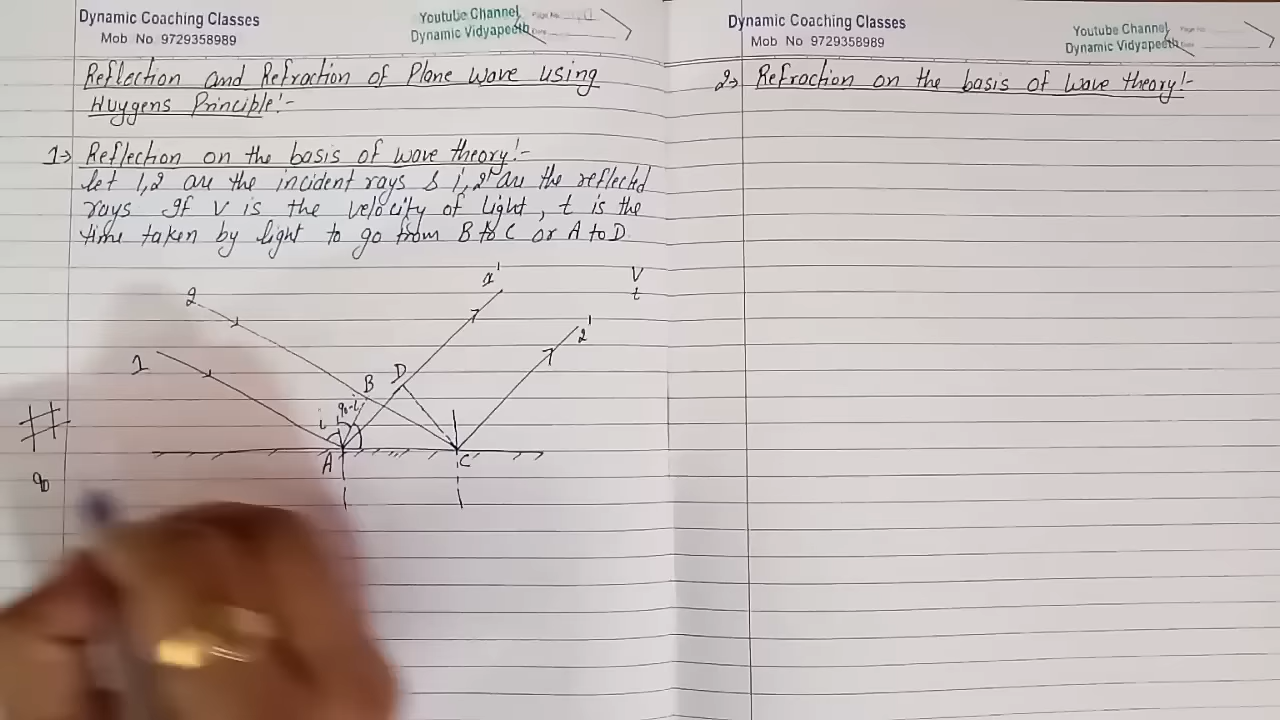 Dynamic Coaching Classes
Mob No 9729358989
Youtube Channel
Dynamic Vidyapeeth
Page No.
Reflection and Refraction of Plane wave using
Huygens Principle!-
1→ Reflection on the basis of wave theory!-
let 1,2 are the incident rays & 1', 2' are the reflected
rays If V is the velocity of light, t is the
time taken by light to go from B to C or A to D
1'
V
t
2
2'
1
B
D
i
90-i
A
C
90
Dynamic Coaching Classes
Mob No 9729358989
Youtube Channel
Dynamic Vidyapeeth
2→ Refraction on the basis of wave theory!-